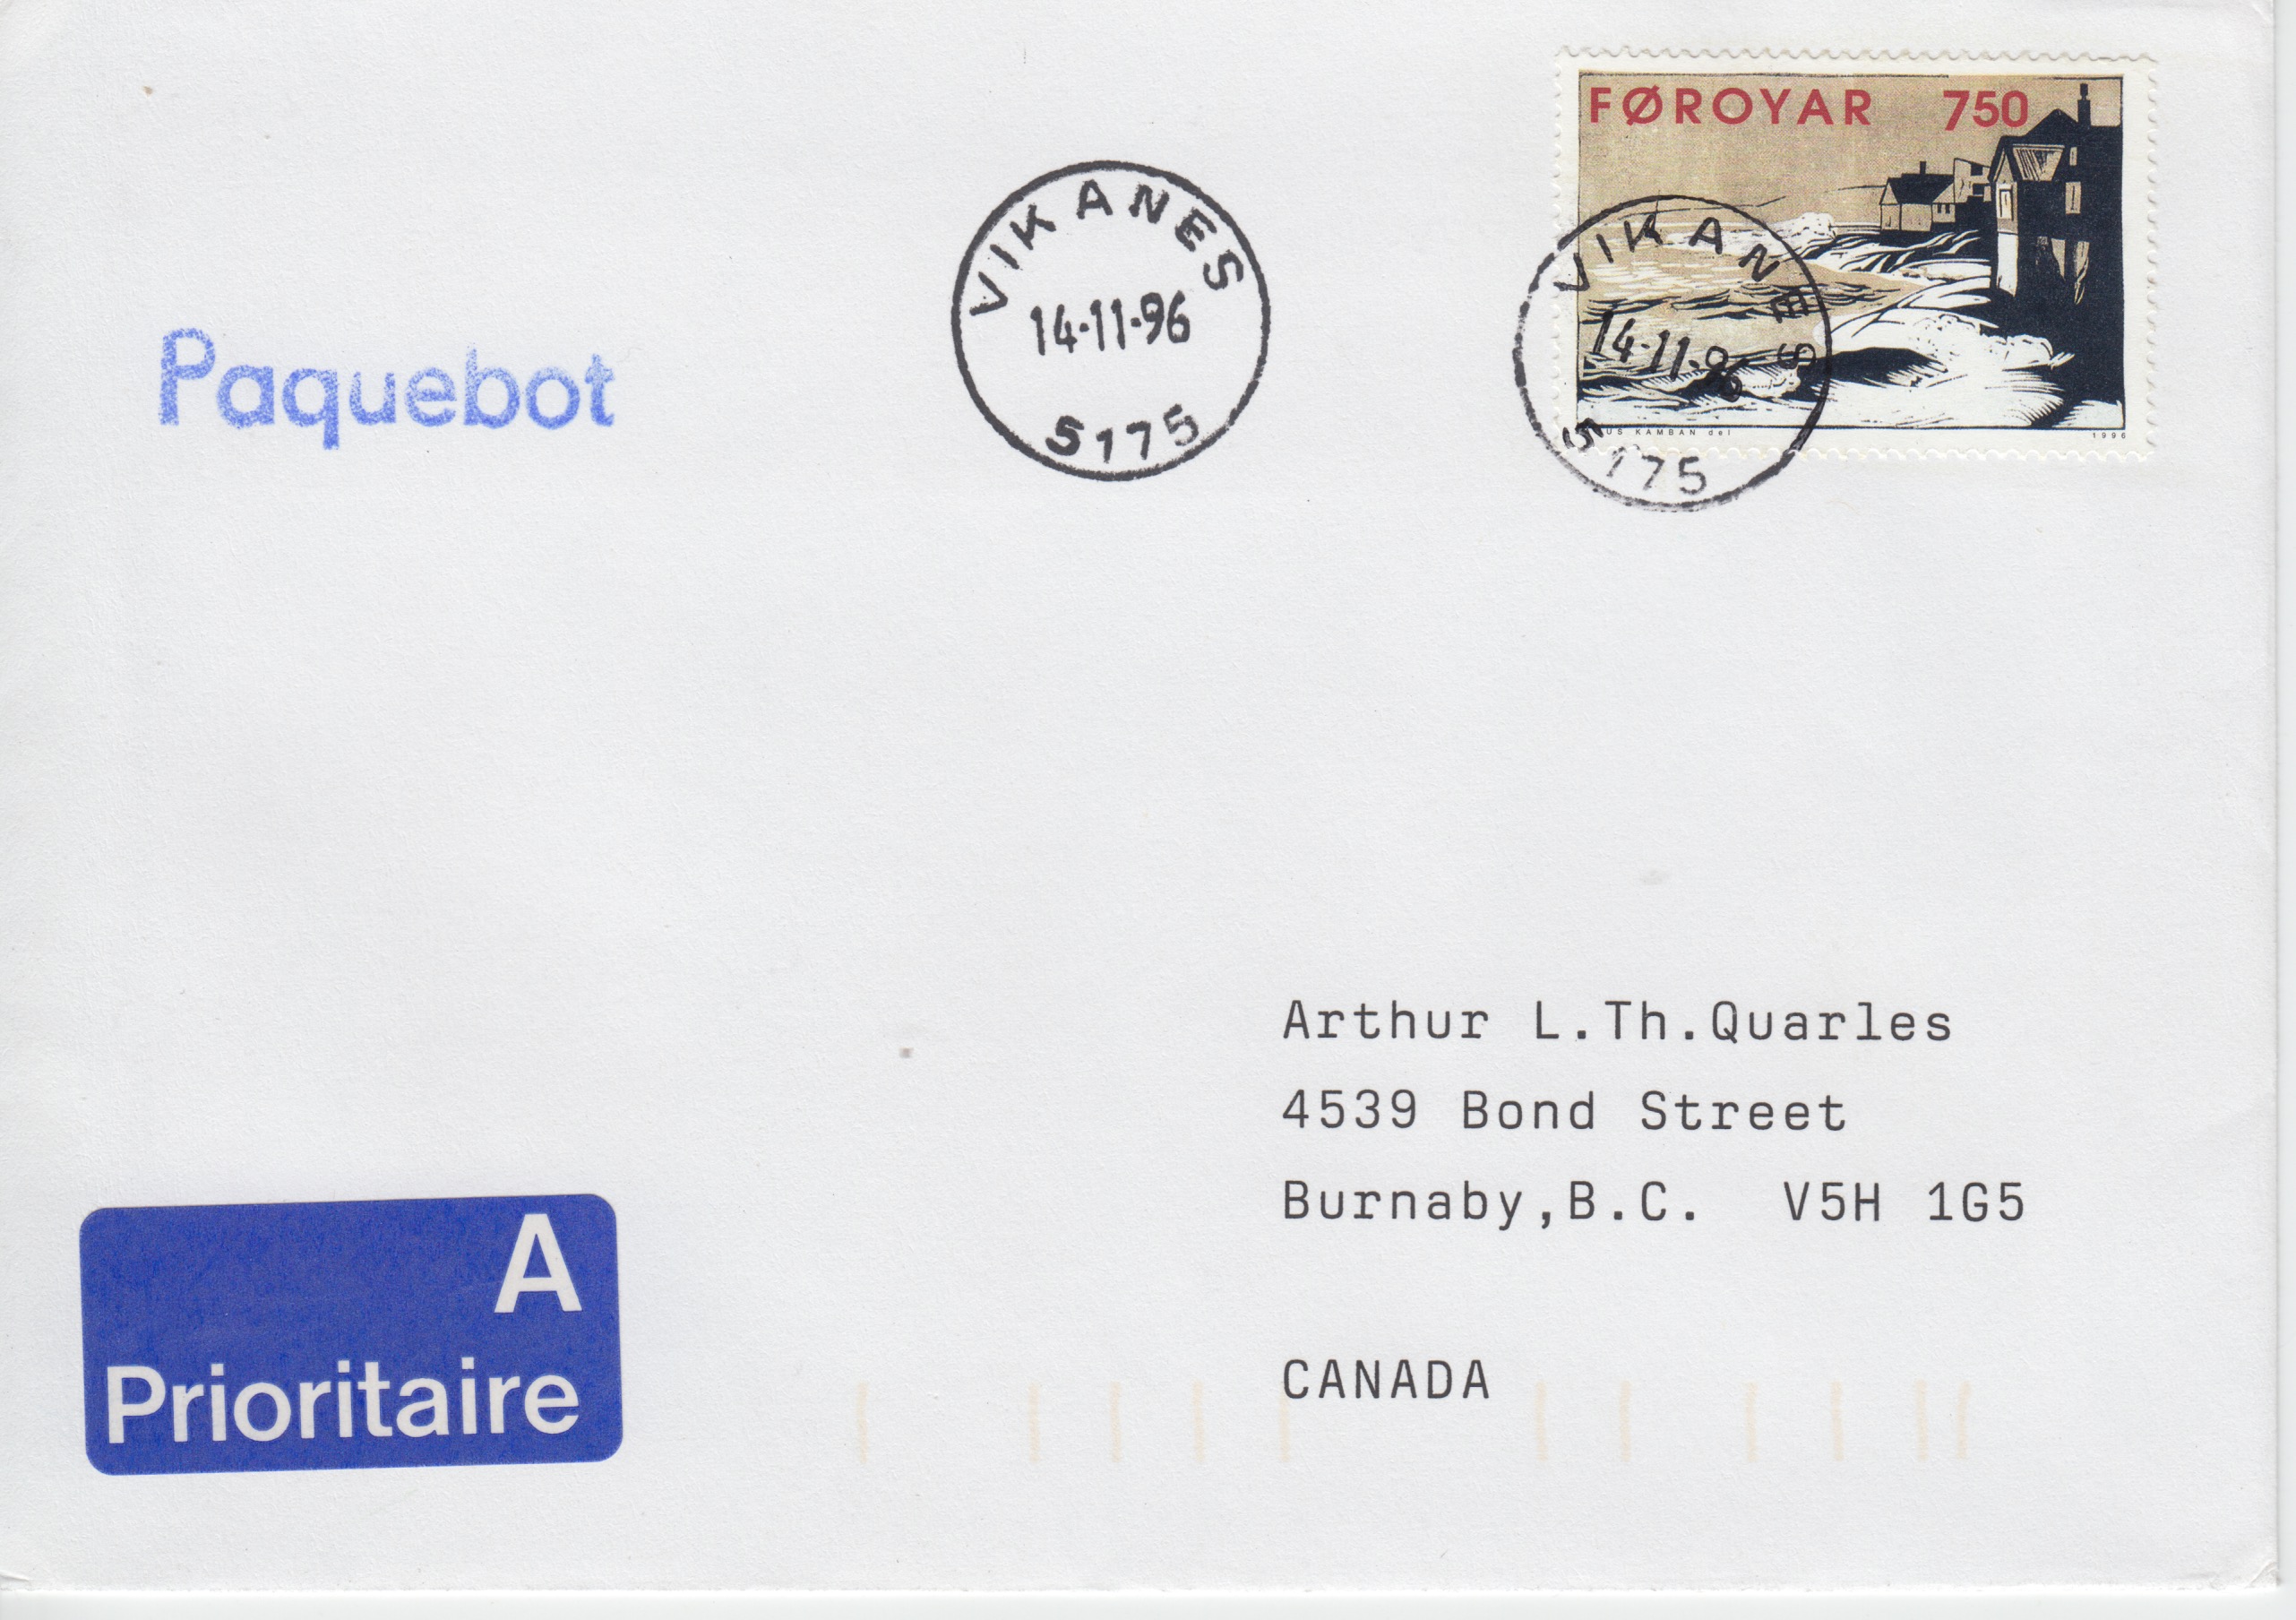 FØROYAR 750
VIKANES
14-11-96
5175
VIKANES
14-11-96
5175
KAMBAN del
1996
Paquebot
Arthur L.Th.Quarles
4539 Bond Street
Burnaby,B.C. V5H 1G5
CANADA
A
Prioritaire